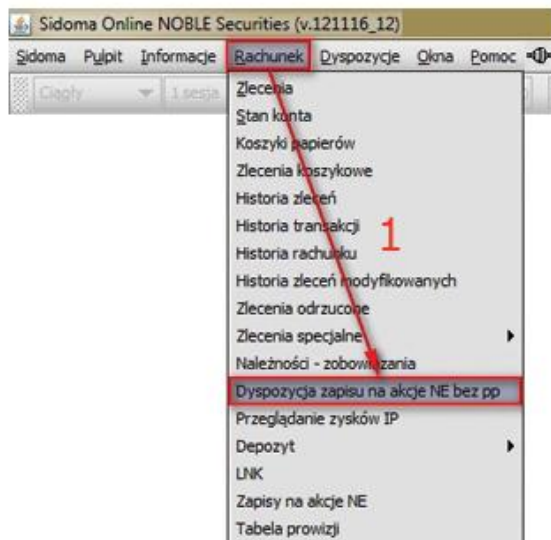 Sidoma Online NOBLE Securities (v.121116_12)
Sidoma Pulpit Informacje Rachunek Dyspozycje Okna Pomoc
Ciągły 1 sesja
Zlecenia
Stan konta
Koszyki papierów
Zlecenia koszykowe
Historia zleceń
Historia transakcji
1
Historia rachunku
Historia zleceń modyfikowanych
Zlecenia odrzucone
Zlecenia specjalne
Należności - zobowiązania
Dyspozycja zapisu na akcje NE bez pp
Przeglądanie zysków IP
Depozyt
LNK
Zapisy na akcje NE
Tabela prowizji